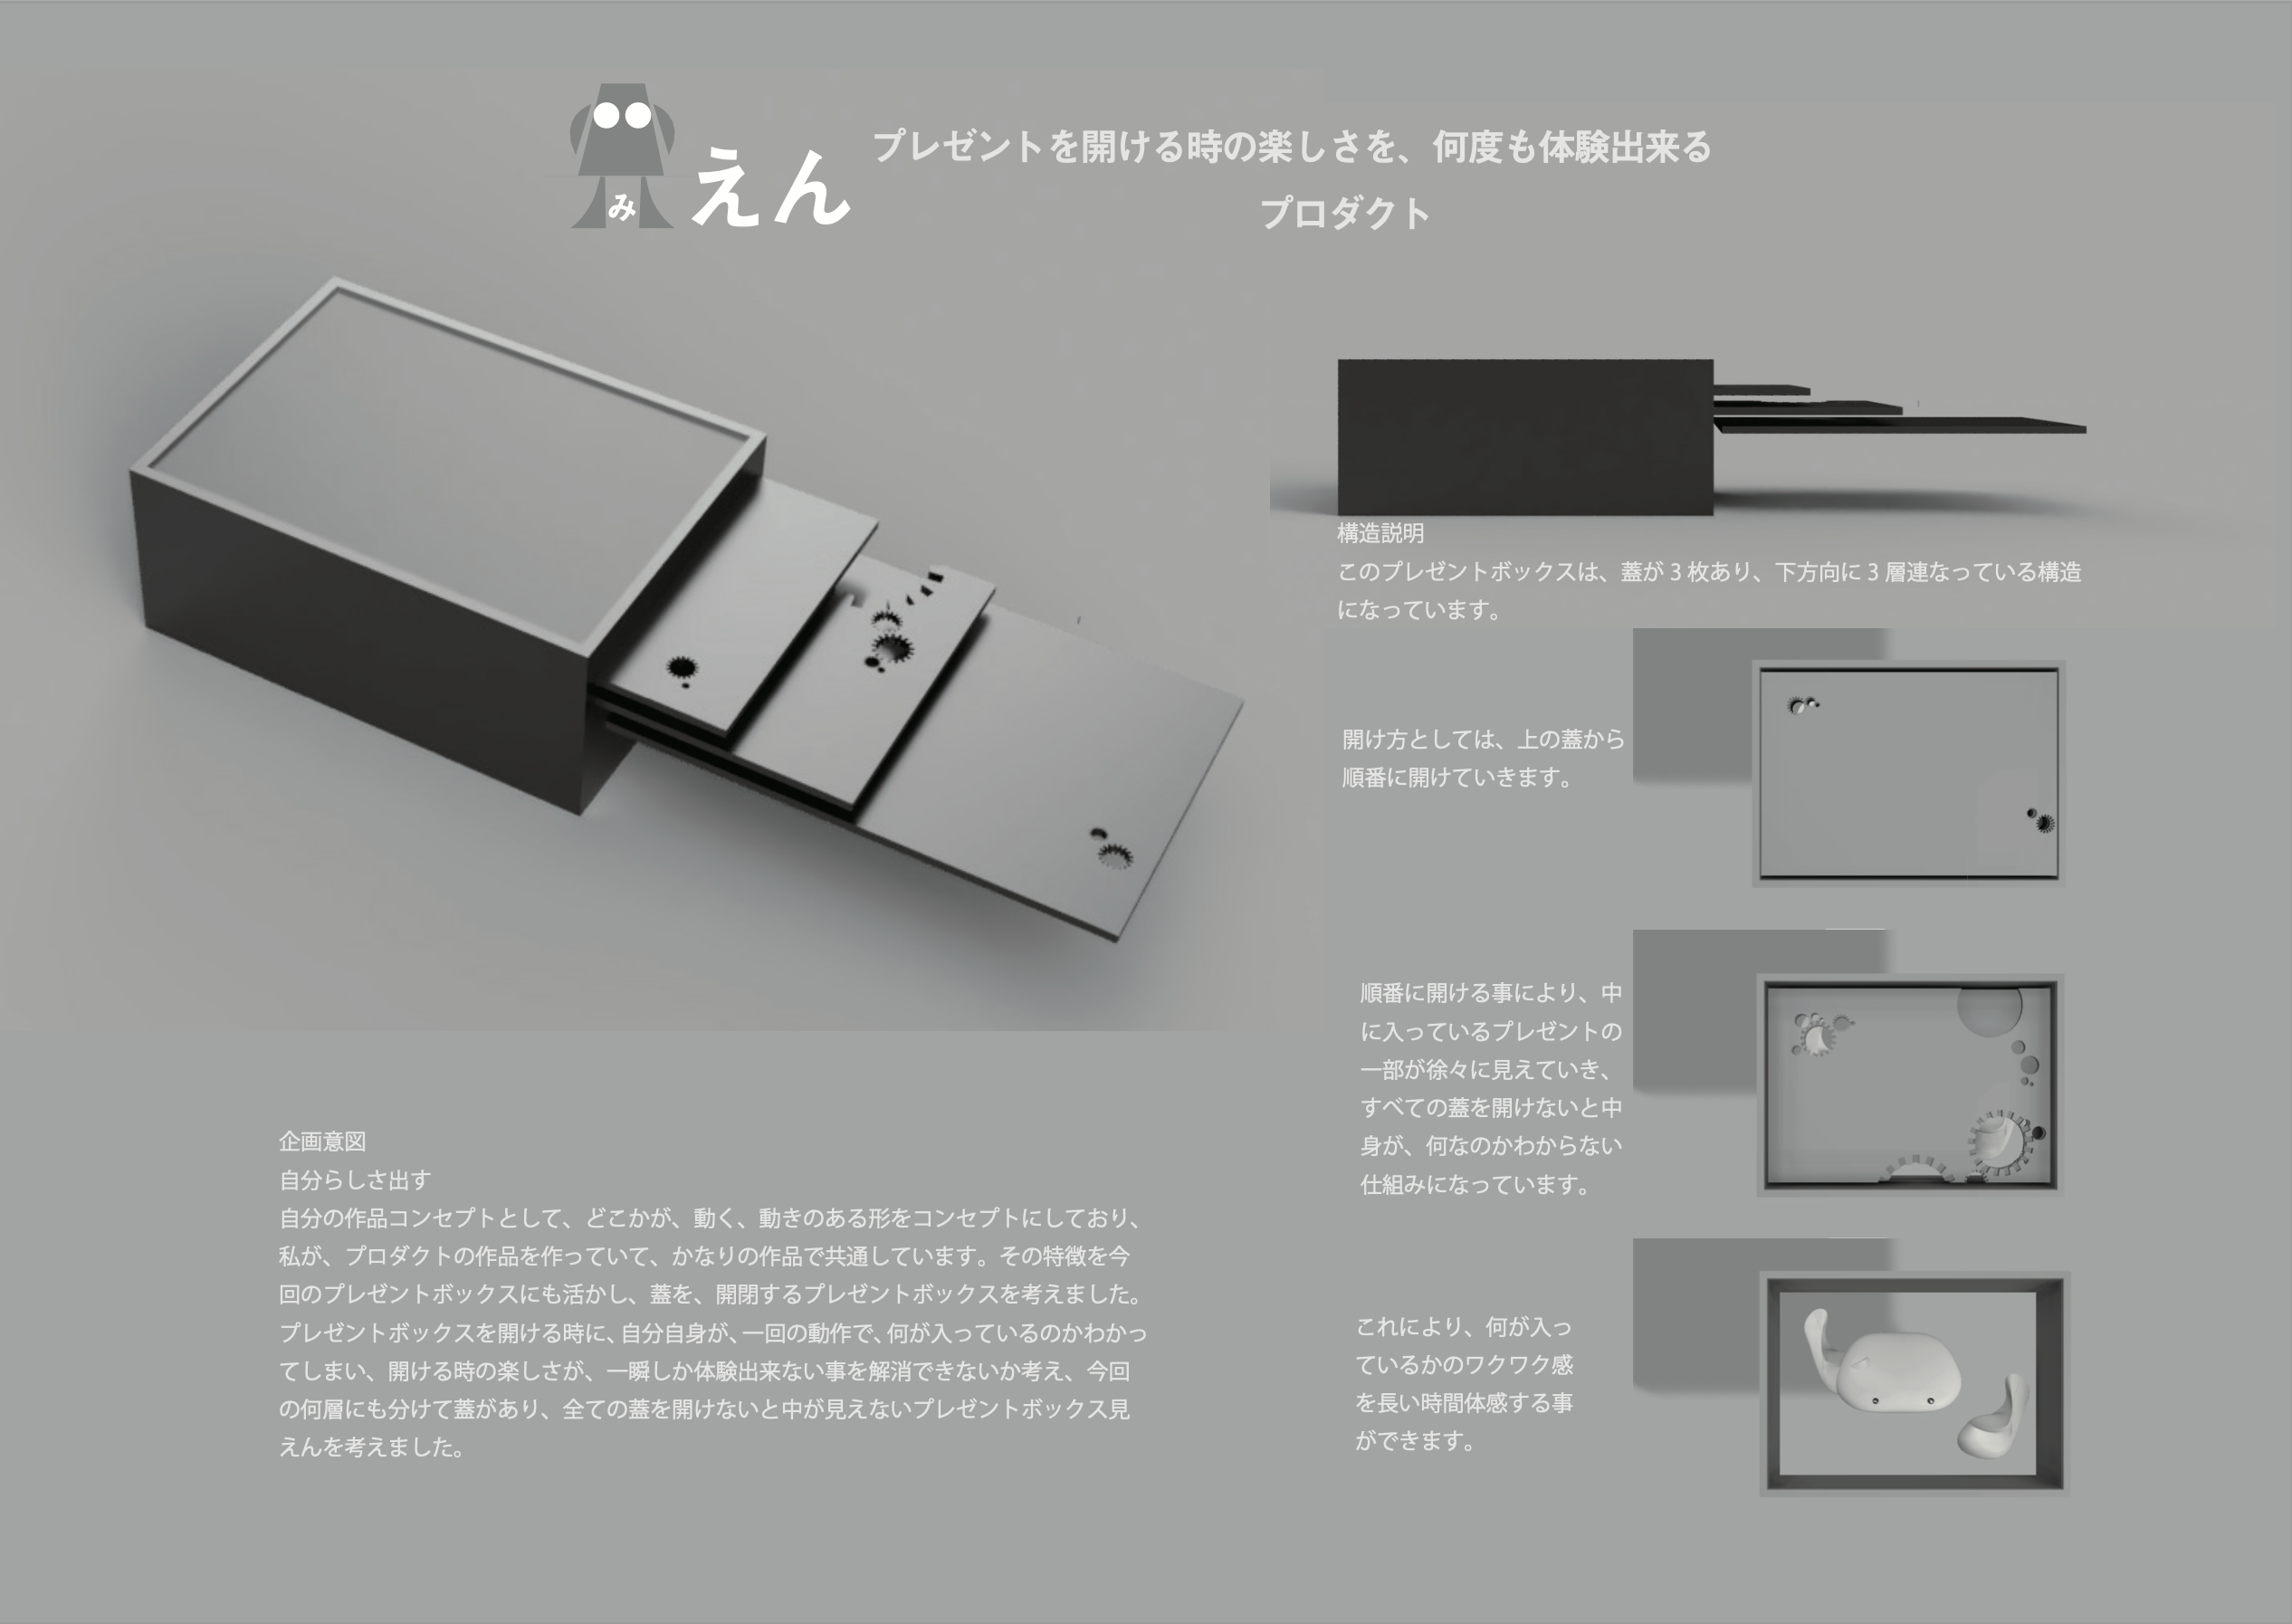 みえん
プレゼントを開ける時の楽しさを、何度も体験出来る
プロダクト
構造説明
このプレゼントボックスは、蓋が 3 枚あり、下方向に 3 層連なっている構造
になっています。
開け方としては、上の蓋から
順番に開けていきます。
順番に開ける事により、中
に入っているプレゼントの
一部が徐々に見えていき、
すべての蓋を開けないと中
身が、何なのかわからない
仕組みになっています。
これにより、何が入っ
ているかのワクワク感
を長い時間体感する事
ができます。
企画意図
自分らしさ出す
自分の作品コンセプトとして、どこかが、動く、動きのある形をコンセプトにしており、
私が、プロダクトの作品を作っていて、かなりの作品で共通しています。その特徴を今
回のプレゼントボックスにも活かし、蓋を、開閉するプレゼントボックスを考えました。
プレゼントボックスを開ける時に、自分自身が、一回の動作で、何が入っているのかわかっ
てしまい、開ける時の楽しさが、一瞬しか体験出来ない事を解消できないか考え、今回
の何層にも分けて蓋があり、全ての蓋を開けないと中が見えないプレゼントボックス見
えんを考えました。